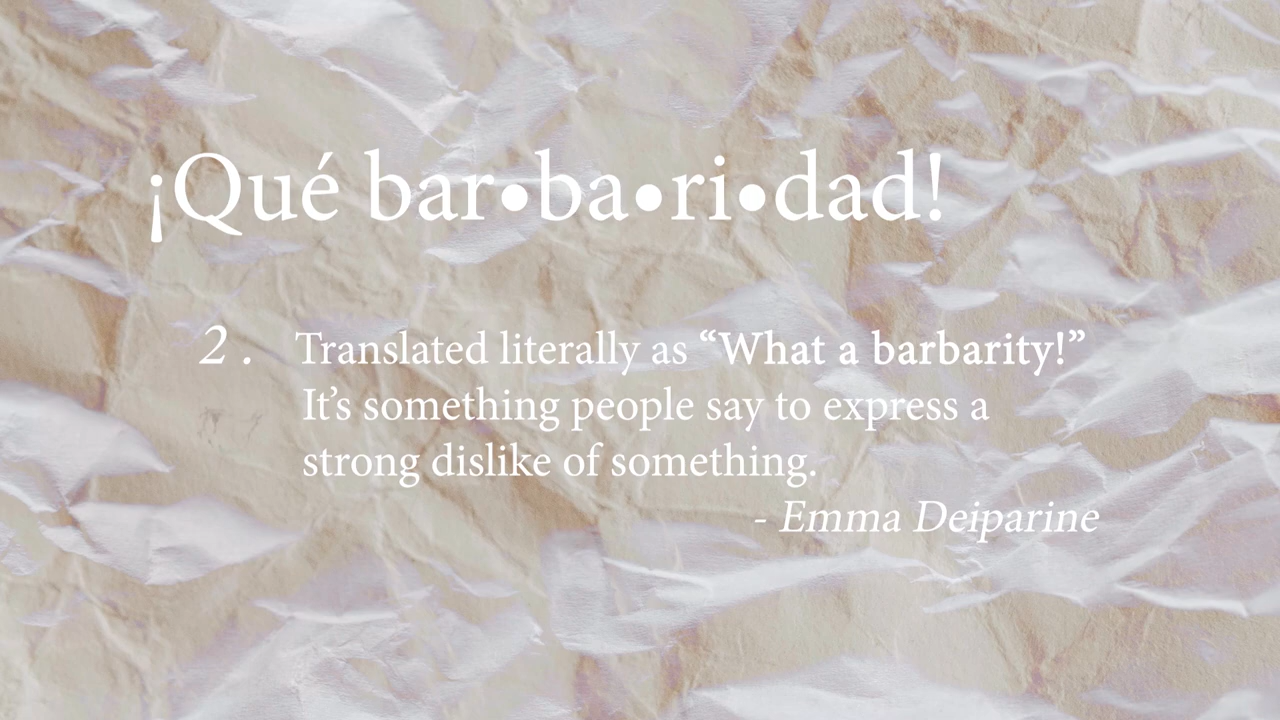 ¡Qué bar•ba•ri•dad!
2. Translated literally as “What a barbarity!”
It’s something people say to express a
strong dislike of something.
- Emma Deiparine